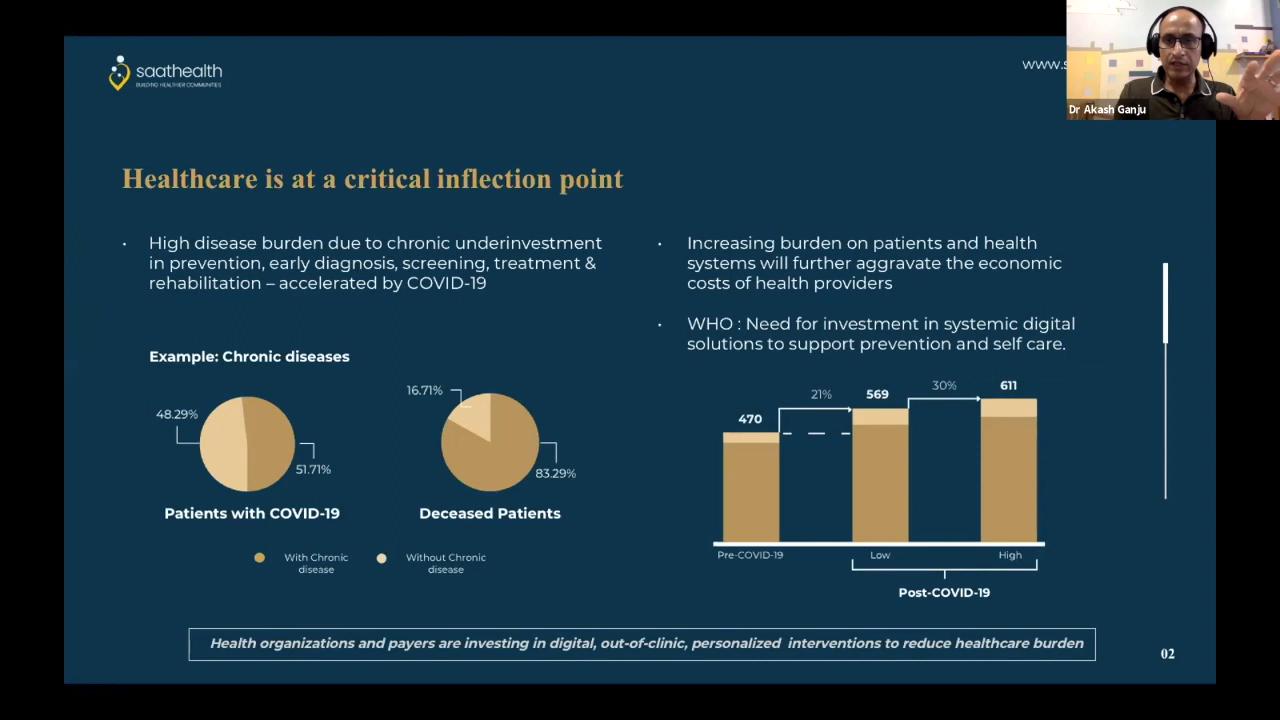 saathealth
BUILDING HEALTHIER COMMUNITIES
www.s
Dr Akash Ganju
Healthcare is at a critical inflection point
• High disease burden due to chronic underinvestment
in prevention, early diagnosis, screening, treatment &
rehabilitation – accelerated by COVID-19
Example: Chronic diseases
48.29%
51.71%
Patients with COVID-19
16.71%
83.29%
Deceased Patients
With Chronic
disease
Without Chronic
disease
• Increasing burden on patients and health
systems will further aggravate the economic
costs of health providers
• WHO : Need for investment in systemic digital
solutions to support prevention and self care.
470
21%
569
30%
611
Pre-COVID-19
Low
High
Post-COVID-19
Health organizations and payers are investing in digital, out-of-clinic, personalized interventions to reduce healthcare burden
02